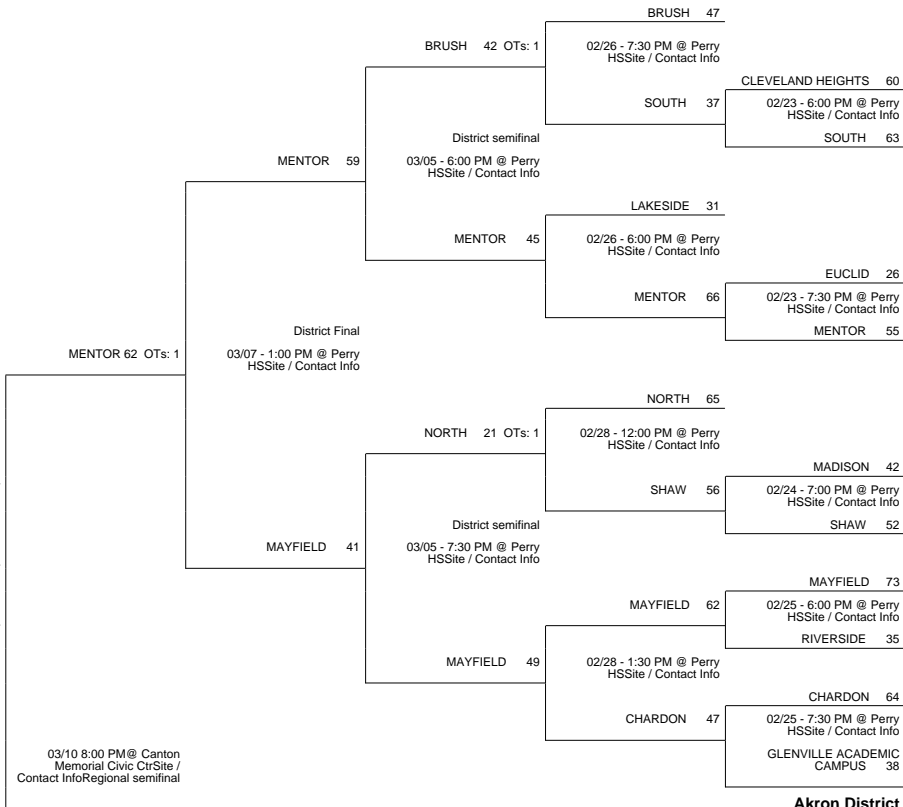 BRUSH 47
BRUSH 42 OTs: 1
02/26 - 7:30 PM @ Perry
HSSite / Contact Info
CLEVELAND HEIGHTS 60
SOUTH 37
02/23 - 6:00 PM @ Perry
HSSite / Contact Info
SOUTH 63
District semifinal
MENTOR 59
03/05 - 6:00 PM @ Perry
HSSite / Contact Info
LAKESIDE 31
MENTOR 45
02/26 - 6:00 PM @ Perry
HSSite / Contact Info
EUCLID 26
MENTOR 66
02/23 - 7:30 PM @ Perry
HSSite / Contact Info
MENTOR 55
District Final
MENTOR 62 OTs: 1
03/07 - 1:00 PM @ Perry
HSSite / Contact Info
NORTH 65
NORTH 21 OTs: 1
02/28 - 12:00 PM @ Perry
HSSite / Contact Info
MADISON 42
SHAW 56
02/24 - 7:00 PM @ Perry
HSSite / Contact Info
SHAW 52
District semifinal
MAYFIELD 41
03/05 - 7:30 PM @ Perry
HSSite / Contact Info
MAYFIELD 73
MAYFIELD 62
02/25 - 6:00 PM @ Perry
HSSite / Contact Info
RIVERSIDE 35
MAYFIELD 49
02/28 - 1:30 PM @ Perry
HSSite / Contact Info
CHARDON 64
CHARDON 47
02/25 - 7:30 PM @ Perry
HSSite / Contact Info
GLENVILLE ACADEMIC
CAMPUS 38
03/10 8:00 PM@ Canton
Memorial Civic CtrSite /
Contact InfoRegional semifinal
Akron District